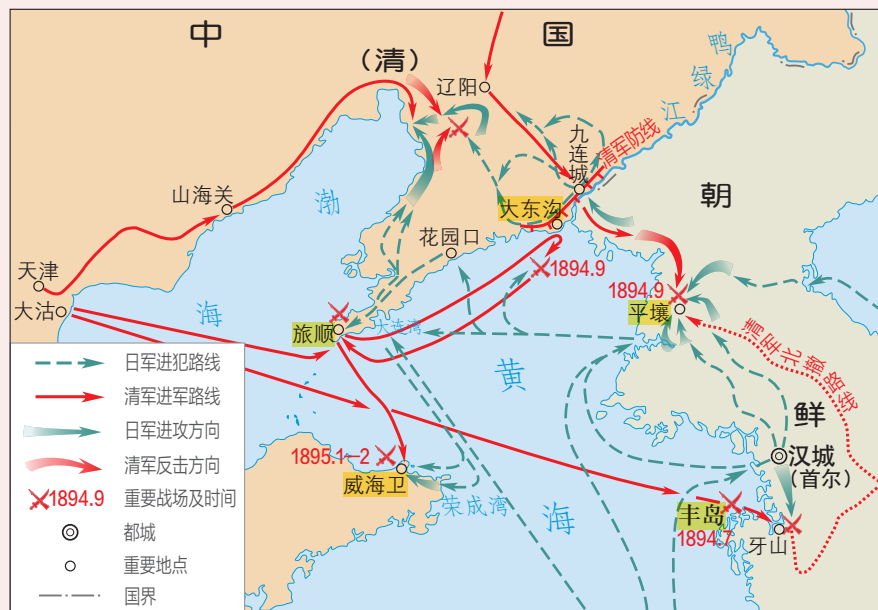 中
国
(清)
辽阳
鸭
绿
江
九连城
清军防线
朝
山海关
渤
大东沟
花园口
1894.9
天津
大沽
海
1894.9
平壤
旅顺
大连湾
清军北撤路线
黄
鲜
日军进犯路线
清军进军路线
日军进攻方向
清军反击方向
1894.9 重要战场及时间
都城
重要地点
国界
1895.1—2
威海卫
荣成湾
海
汉城
(首尔)
丰岛
1894.7
牙山